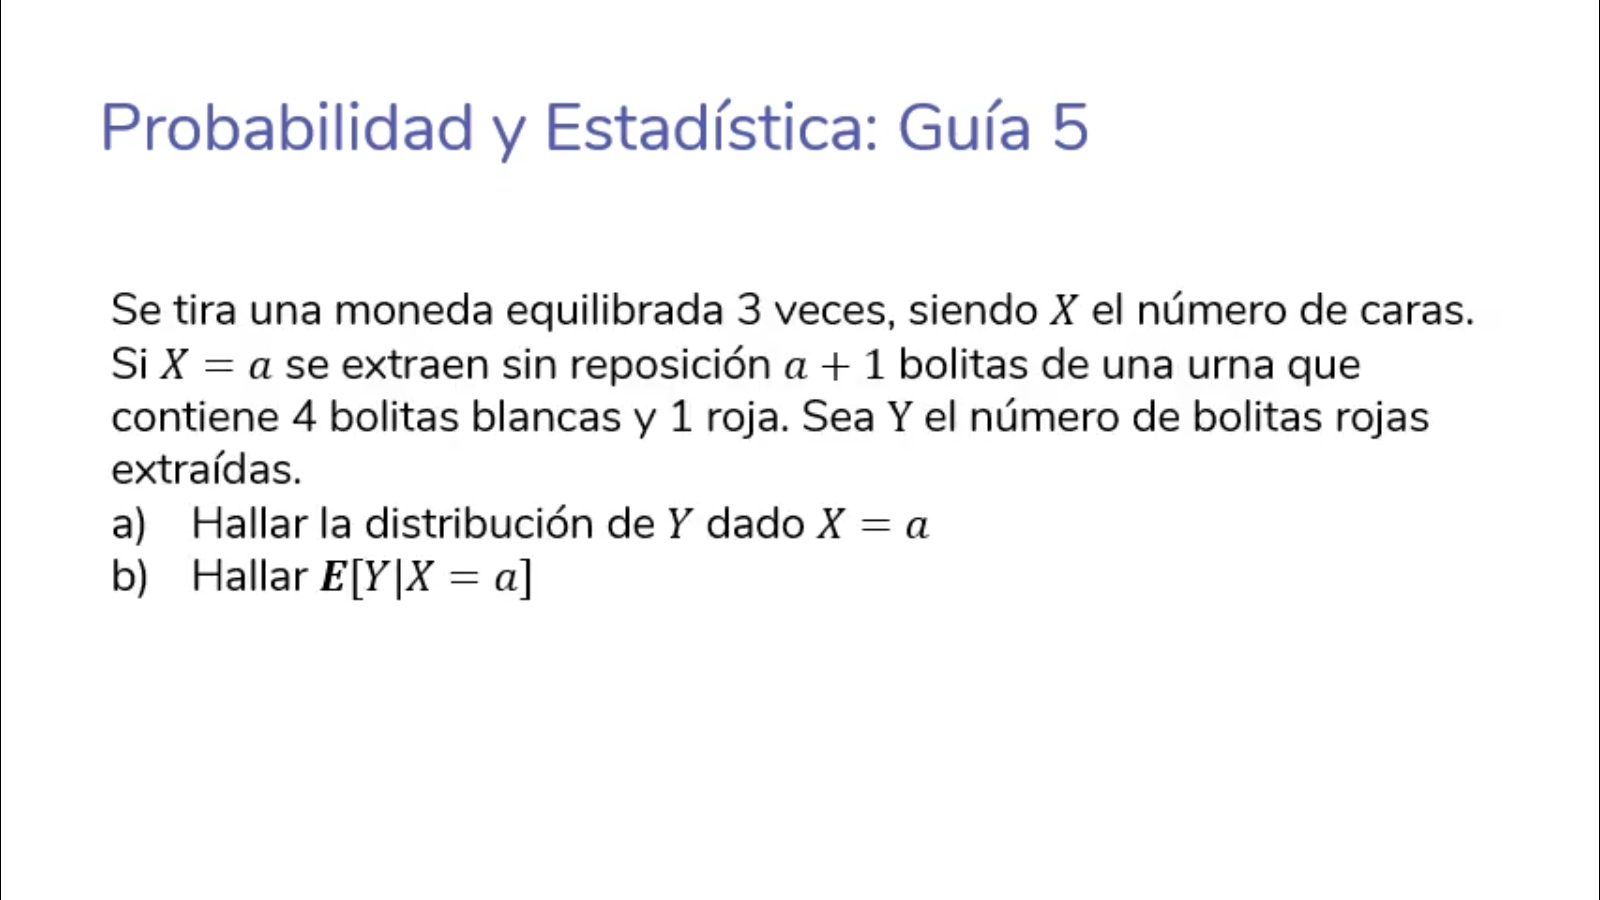 Probabilidad y Estadística: Guía 5
Se tira una moneda equilibrada 3 veces, siendo X el número de caras.
Si X = a se extraen sin reposición a + 1 bolitas de una urna que
contiene 4 bolitas blancas y 1 roja. Sea Y el número de bolitas rojas
extraídas.
a) Hallar la distribución de Y dado X = a
b) Hallar E[Y|X = a]